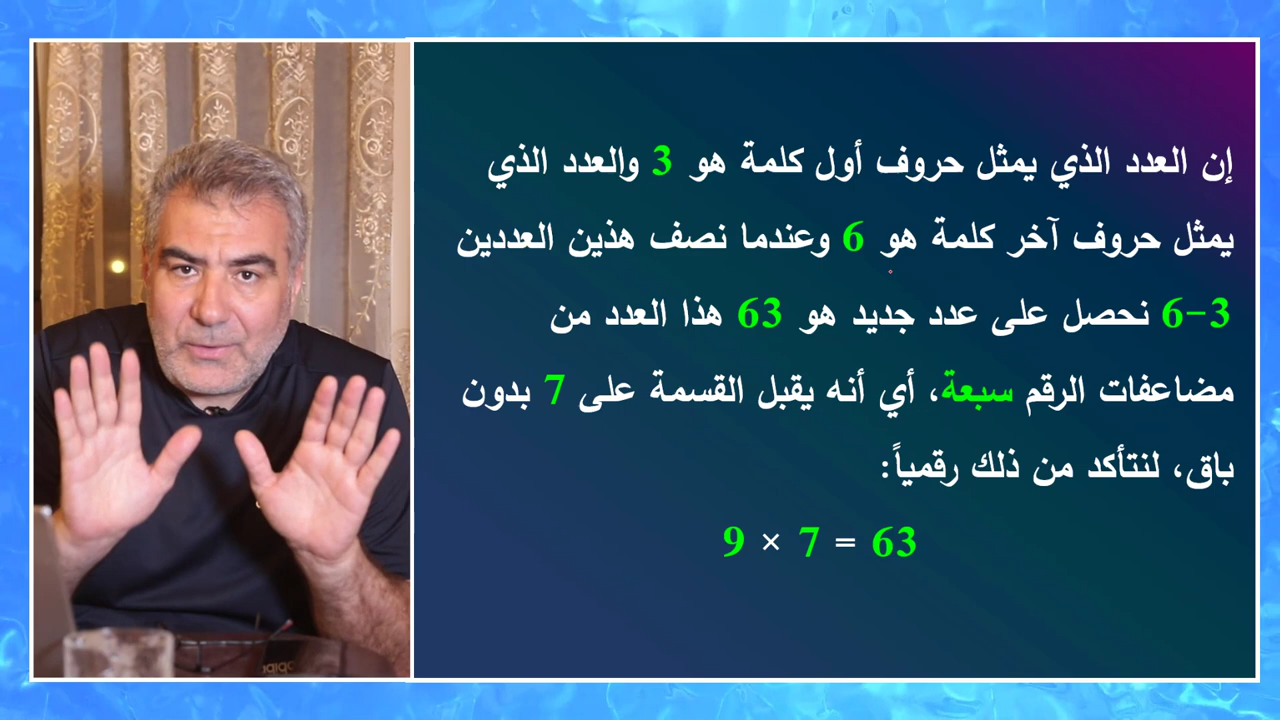 إن العدد الذي يمثل حروف أول كلمة هو 3 والعدد الذي
يمثل حروف آخر كلمة هو 6 وعندما نصف هذين العددين
6-3 نحصل على عدد جديد هو 63 هذا العدد من
مضاعفات الرقم سبعة، أي أنه يقبل القسمة على 7 بدون
باق، لنتأكد من ذلك رقمياً:
9 × 7 = 63